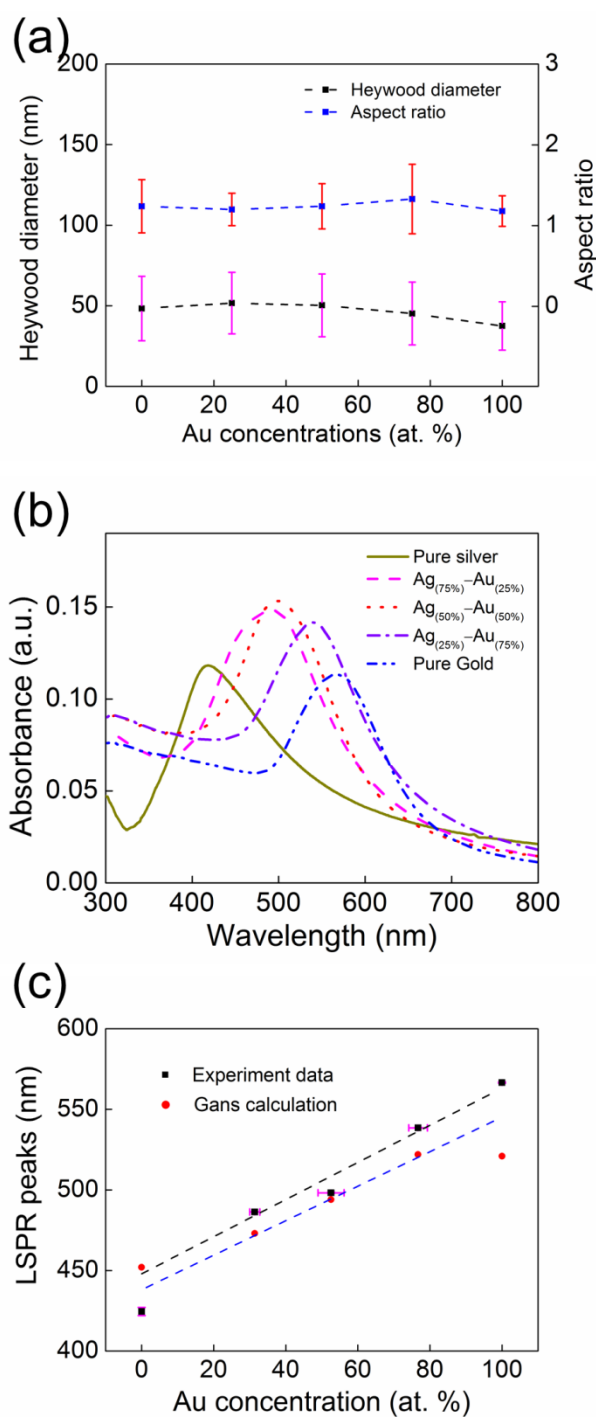 (a)
200
3
Heywood diameter
Aspect ratio
150
2
100
1
50
0
0
Heywood diameter (nm)
Aspect ratio
0 20 40 60 80 100
Au concentrations (at. %)
(b)
Pure silver
Ag(75%)–Au(25%)
Ag(50%)–Au(50%)
Ag(25%)–Au(75%)
Pure Gold
0.15
0.10
0.05
0.00
Absorbance (a.u.)
300 400 500 600 700 800
Wavelength (nm)
(c)
600
Experiment data
Gans calculation
550
500
450
400
LSPR peaks (nm)
0 20 40 60 80 100
Au concentration (at. %)